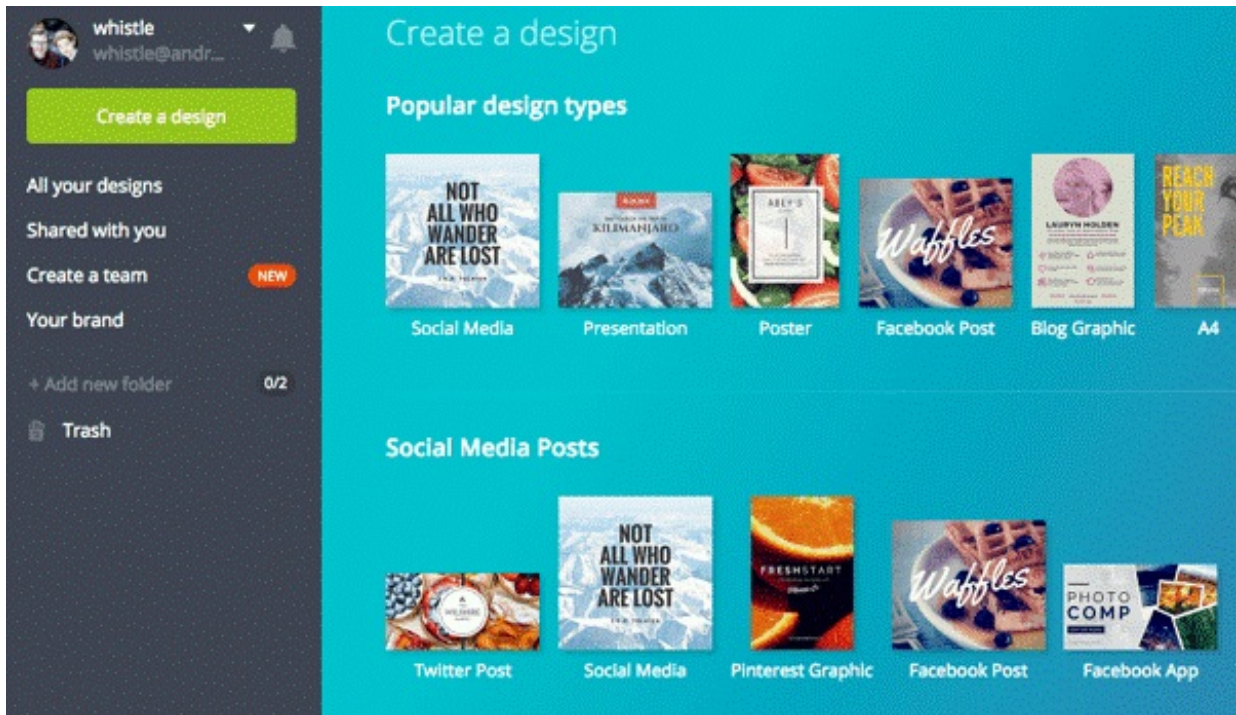 whistle
whistle@andr...
Create a design
All your designs
Shared with you
Create a team NEW
Your brand
+ Add new folder 0/2
Trash
Create a design
Popular design types
NOT
ALL WHO
WANDER
ARE LOST
KILIMANJARO
ABLY'S
1
Waffles
LAURYN HOLDEN
REACH
YOUR
PEAK
Social Media
Presentation
Poster
Facebook Post
Blog Graphic
A4
Social Media Posts
NOT
ALL WHO
WANDER
ARE LOST
FRESHSTART
Waffles
PHOTO
COMP
Twitter Post
Social Media
Pinterest Graphic
Facebook Post
Facebook App